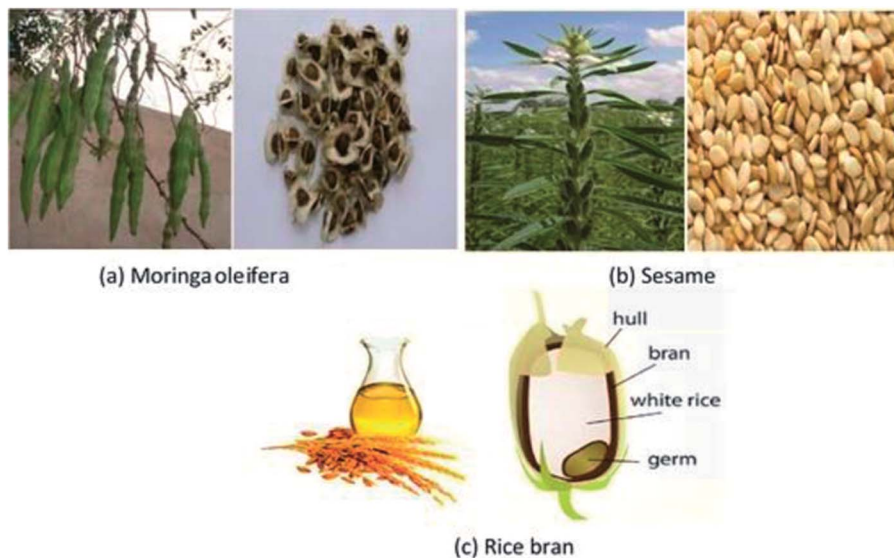 (a) Moringa oleifera
(b) Sesame
hull
bran
white rice
germ
(c) Rice bran